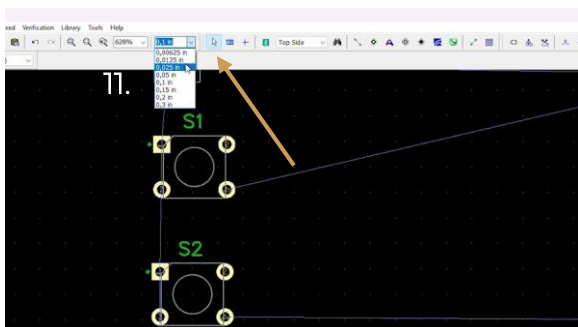 Verification Library Tools Help
628% 0,1 in Top Side
0,00625 in
0,0125 in
0,025 in
0,05 in
0,1 in
0,15 in
0,2 in
0,3 in
11.
S1
S2